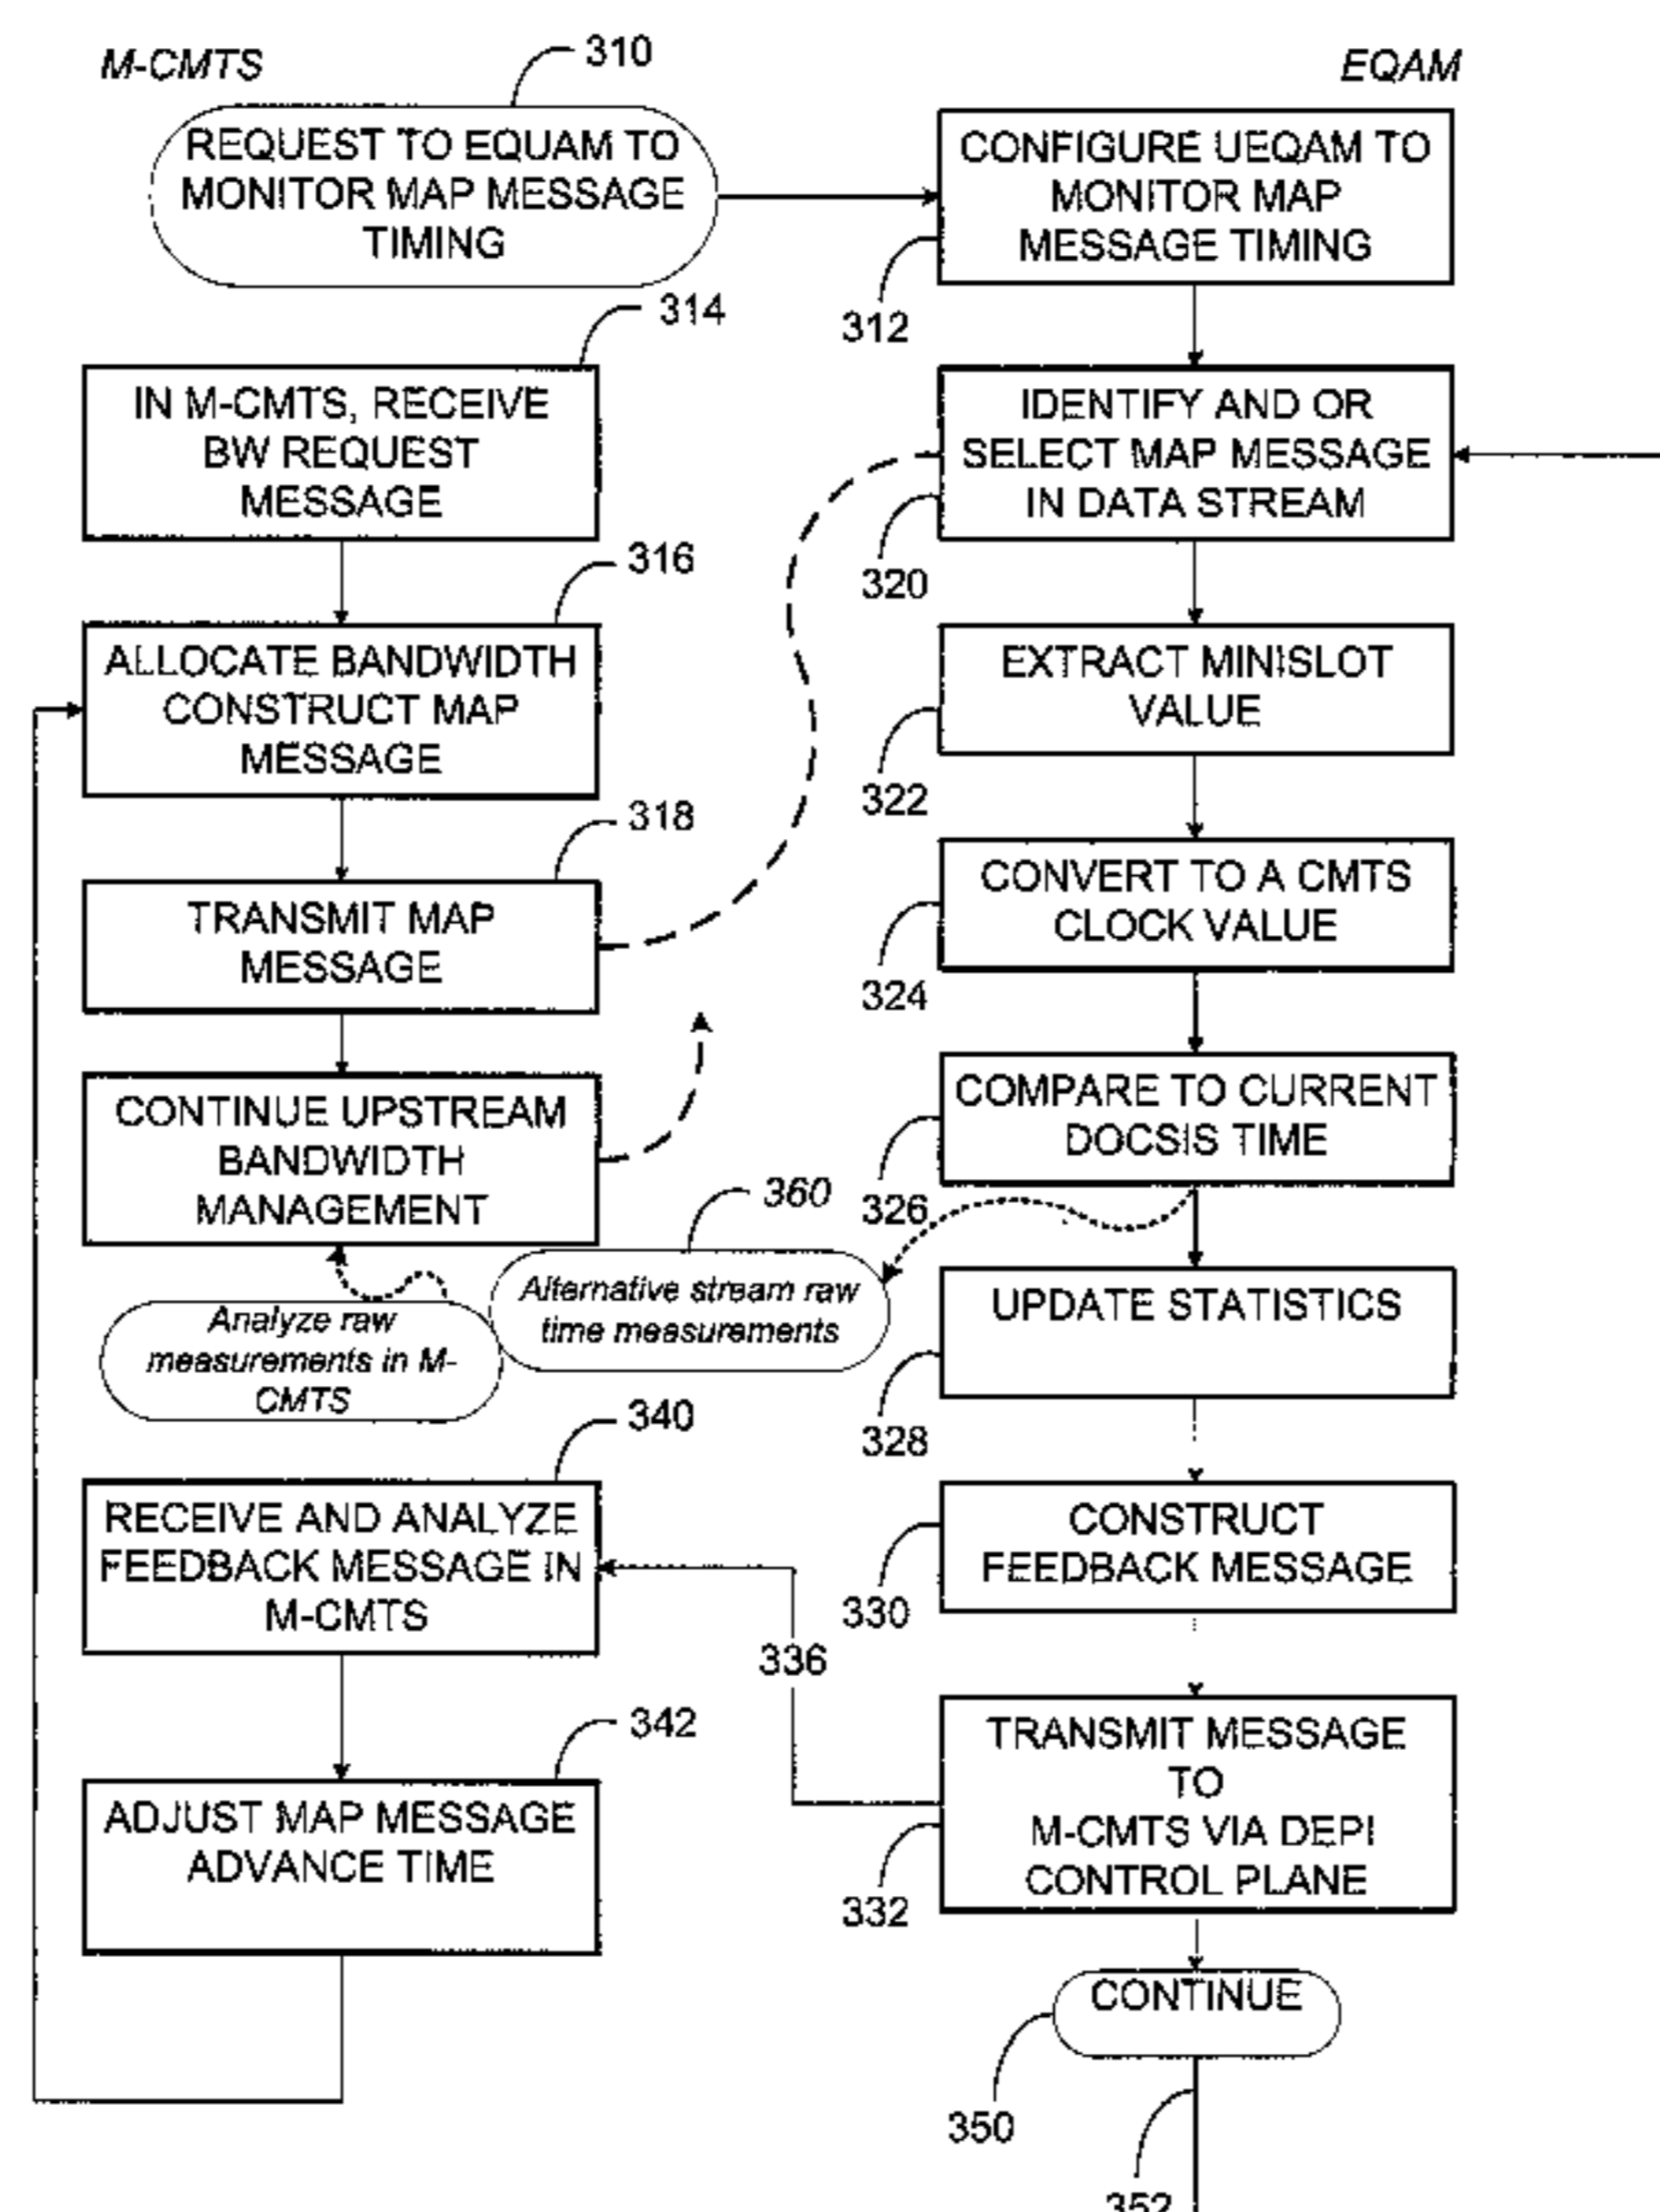 M-CMTS
310
EQAM
REQUEST TO EQUAM TO
MONITOR MAP MESSAGE
TIMING
CONFIGURE UEQAM TO
MONITOR MAP
MESSAGE TIMING
312
314
IN M-CMTS, RECEIVE
BW REQUEST
MESSAGE
IDENTIFY AND OR
SELECT MAP MESSAGE
IN DATA STREAM
320
316
ALLOCATE BANDWIDTH
CONSTRUCT MAP
MESSAGE
EXTRACT MINISLOT
VALUE
322
318
TRANSMIT MAP
MESSAGE
CONVERT TO A CMTS
CLOCK VALUE
324
CONTINUE UPSTREAM
BANDWIDTH
MANAGEMENT
COMPARE TO CURRENT
DOCSIS TIME
326
360
Alternative stream raw
time measurements
Analyze raw
measurements in M-
CMTS
UPDATE STATISTICS
328
340
RECEIVE AND ANALYZE
FEEDBACK MESSAGE IN
M-CMTS
CONSTRUCT
FEEDBACK MESSAGE
330
336
342
ADJUST MAP MESSAGE
ADVANCE TIME
TRANSMIT MESSAGE
TO
M-CMTS VIA DEPI
CONTROL PLANE
332
CONTINUE
350
352